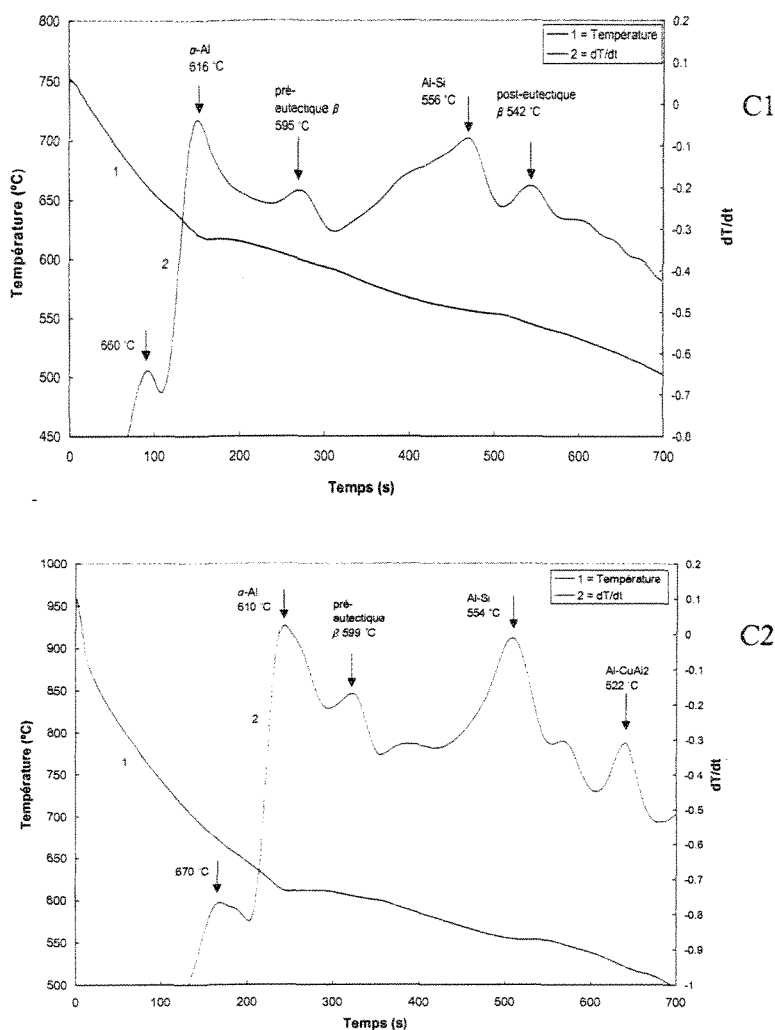 800
750
700
650
600
550
500
450
0.2
0.1
0
-0.1
-0.2
-0.3
-0.4
-0.5
-0.6
-0.7
-0.8
0
100
200
300
400
500
600
700
Température (ºC)
dT/dt
Temps (s)
1 = Température
2 = dT/dt
α-Al
616 °C
pré-
eutectique β
595 °C
Al-Si
556 °C
post-eutectique
β 542 °C
660 °C
1
2
C1
1000
950
900
850
800
750
700
650
600
550
500
0.2
0.1
0
-0.1
-0.2
-0.3
-0.4
-0.5
-0.6
-0.7
-0.8
-0.9
-1
0
100
200
300
400
500
600
700
Température (ºC)
dT/dt
Temps (s)
1 = Température
2 = dT/dt
α-Al
610 °C
pré-
eutectique
β 599 °C
Al-Si
554 °C
Al-CuAl2
522 °C
670 °C
1
2
C2